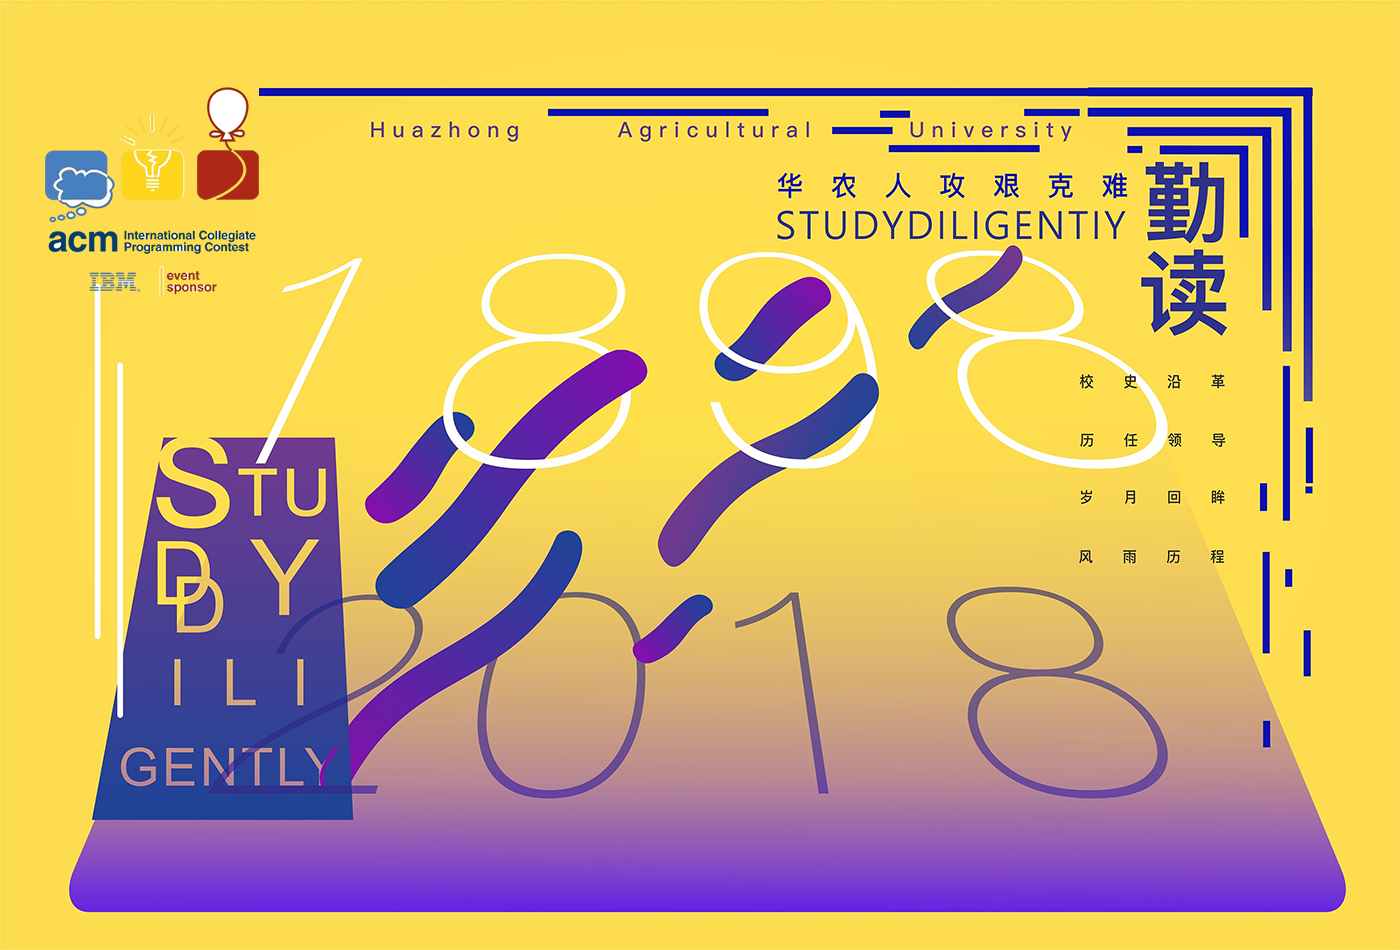 Huazhong Agricultural University
华农人攻艰克难
STUDYDILIGENTIY
勤读
acm International Collegiate
Programming Contest
IBM. event
sponsor
1898
校史沿革
历任领导
岁月回眸
风雨历程
STU
DDY
ILI
GENTLY
2018